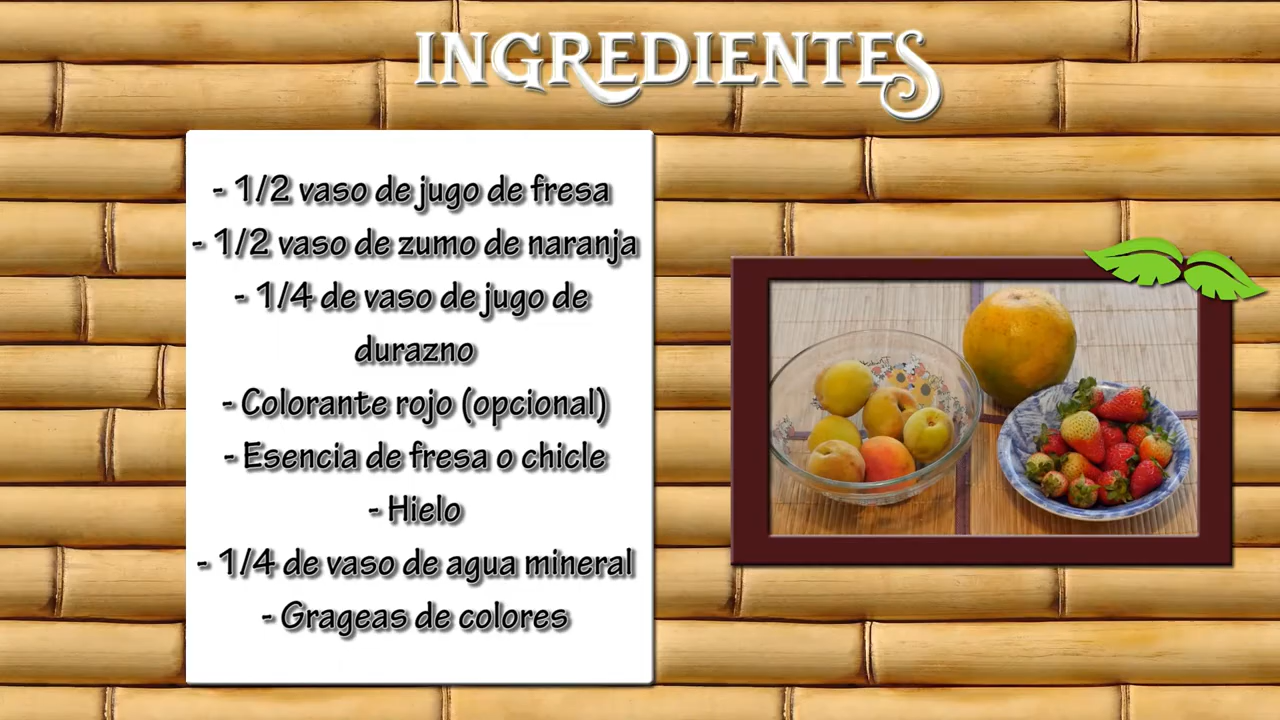 INGREDIENTES
- 1/2 vaso de jugo de fresa
- 1/2 vaso de zumo de naranja
- 1/4 de vaso de jugo de
durazno
- Colorante rojo (opcional)
- Esencia de fresa o chicle
- Hielo
- 1/4 de vaso de agua mineral
- Grageas de colores